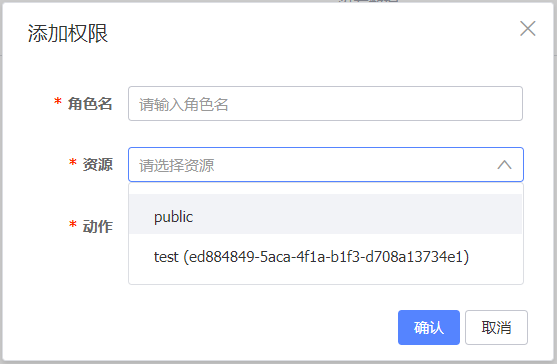 添加权限
* 角色名
请输入角色名
* 资源
请选择资源
* 动作
public
test (ed884849-5aca-4f1a-b1f3-d708a13734e1)
确认
取消